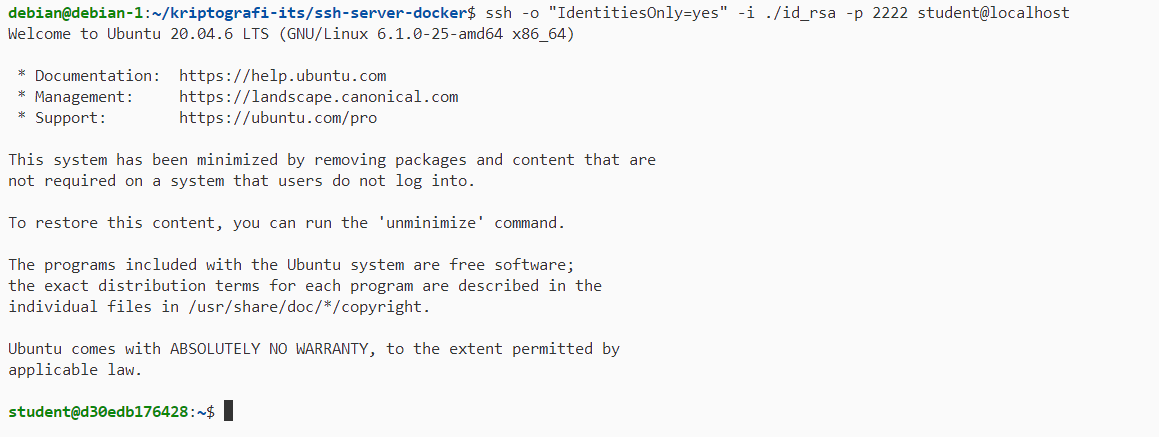 debian@debian-1:~/kriptografi-its/ssh-server-docker$ ssh -o "IdentitiesOnly=yes" -i ./id_rsa -p 2222 student@localhost
Welcome to Ubuntu 20.04.6 LTS (GNU/Linux 6.1.0-25-amd64 x86_64)
* Documentation:  https://help.ubuntu.com
* Management:     https://landscape.canonical.com
* Support:        https://ubuntu.com/pro
This system has been minimized by removing packages and content that are
not required on a system that users do not log into.
To restore this content, you can run the 'unminimize' command.
The programs included with the Ubuntu system are free software;
the exact distribution terms for each program are described in the
individual files in /usr/share/doc/*/copyright.
Ubuntu comes with ABSOLUTELY NO WARRANTY, to the extent permitted by
applicable law.
student@d30edb176428:~$